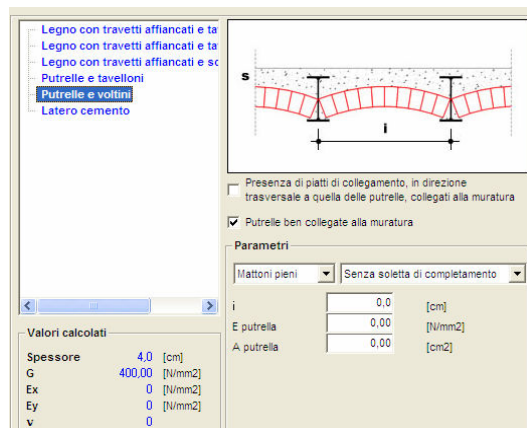 Legno con travetti affiancati e ta
Legno con travetti affiancati e ta
Legno con travetti affiancati e sc
Putrelle e tavelloni
Putrelle e voltini
Latero cemento
s
i
Presenza di piatti di collegamento, in direzione
trasversale a quella delle putrelle, collegati alla muratura
Putrelle ben collegate alla muratura
Parametri
Mattoni pieni
Senza soletta di completamento
i 0,0 [cm]
E putrella 0,00 [N/mm2]
A putrella 0,00 [cm2]
Valori calcolati
Spessore 4,0 [cm]
G 400,00 [N/mm2]
Ex 0 [N/mm2]
Ey 0 [N/mm2]
v 0